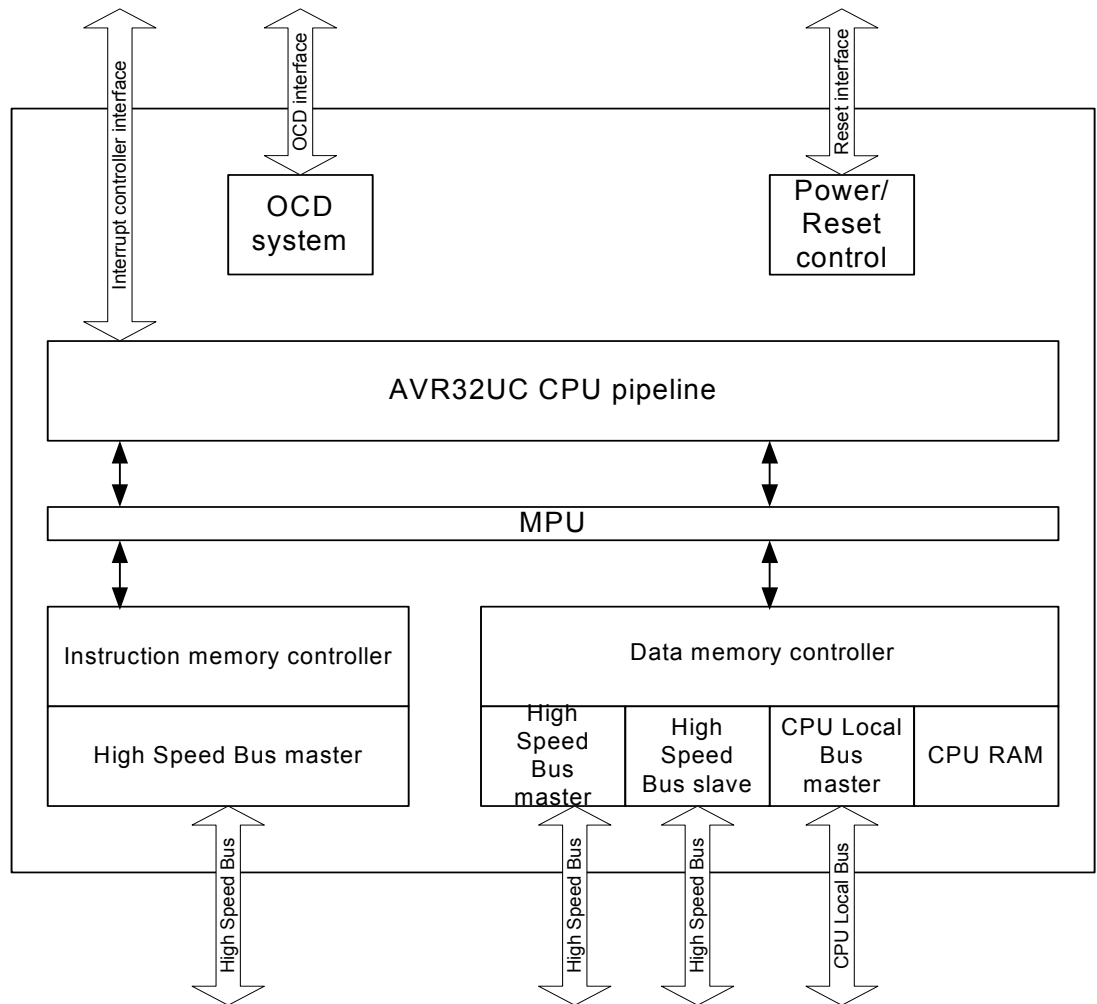 Interrupt controller interface
OCD interface
Reset interface
OCD
system
Power/
Reset
control
AVR32UC CPU pipeline
MPU
Instruction memory controller
Data memory controller
High Speed Bus master
High
Speed
Bus
master
High
Speed
Bus slave
CPU Local
Bus
master
CPU RAM
High Speed Bus
High Speed Bus
High Speed Bus
CPU Local Bus